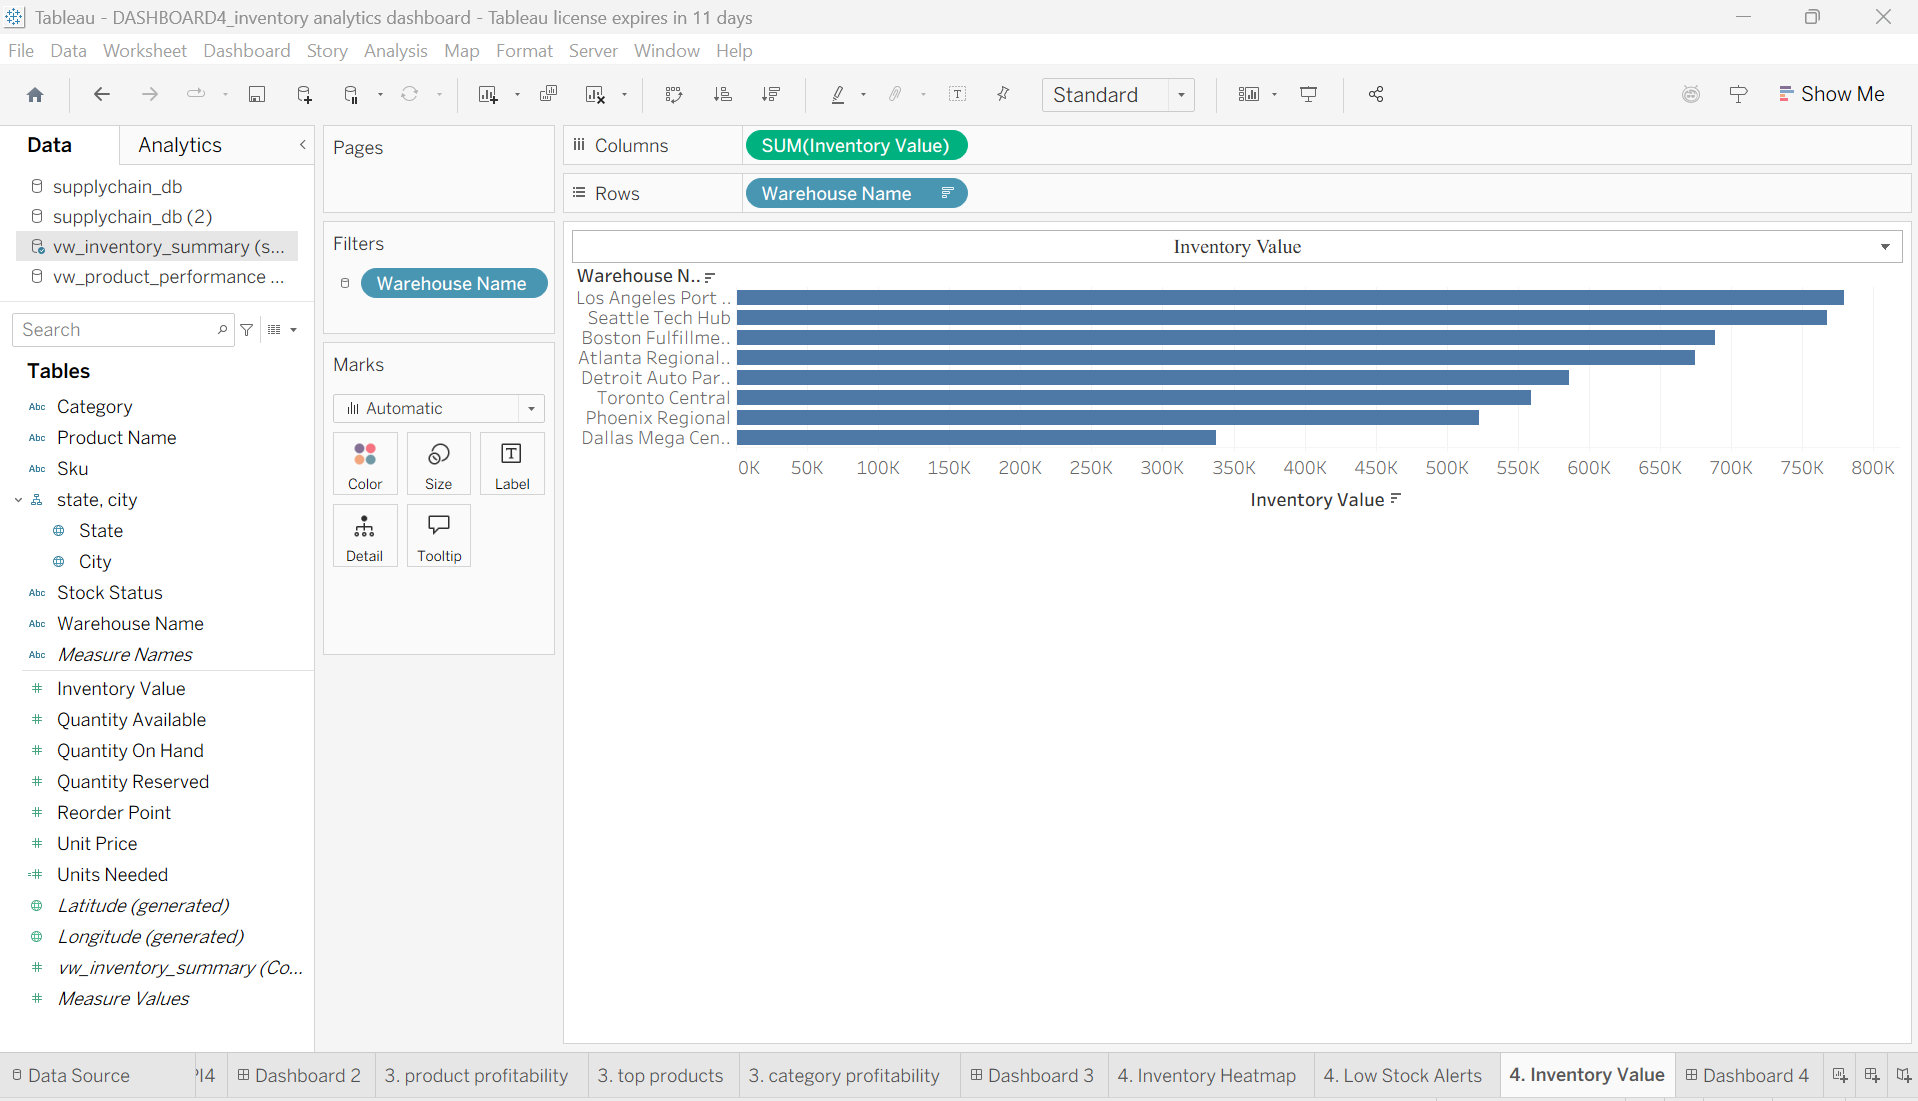 Tableau - DASHBOARD4_inventory analytics dashboard - Tableau license expires in 11 days
File Data Worksheet Dashboard Story Analysis Map Format Server Window Help
Standard
Show Me
Data
Analytics
supplychain_db
supplychain_db (2)
vw_inventory_summary (s...
vw_product_performance ...
Search
Tables
Abc Category
Abc Product Name
Abc Sku
state, city
State
City
Abc Stock Status
Abc Warehouse Name
Abc Measure Names
# Inventory Value
# Quantity Available
# Quantity On Hand
# Quantity Reserved
# Reorder Point
# Unit Price
=# Units Needed
Latitude (generated)
Longitude (generated)
# vw_inventory_summary (Co...
# Measure Values
Pages
Filters
Warehouse Name
Marks
Automatic
Color
Size
T
Label
Detail
Tooltip
Columns
SUM(Inventory Value)
Rows
Warehouse Name
Inventory Value
Warehouse N..
Los Angeles Port ..
Seattle Tech Hub
Boston Fulfillme..
Atlanta Regional..
Detroit Auto Par..
Toronto Central
Phoenix Regional
Dallas Mega Cen..
0K 50K 100K 150K 200K 250K 300K 350K 400K 450K 500K 550K 600K 650K 700K 750K 800K
Inventory Value
Data Source
PI4
Dashboard 2
3. product profitability
3. top products
3. category profitability
Dashboard 3
4. Inventory Heatmap
4. Low Stock Alerts
4. Inventory Value
Dashboard 4